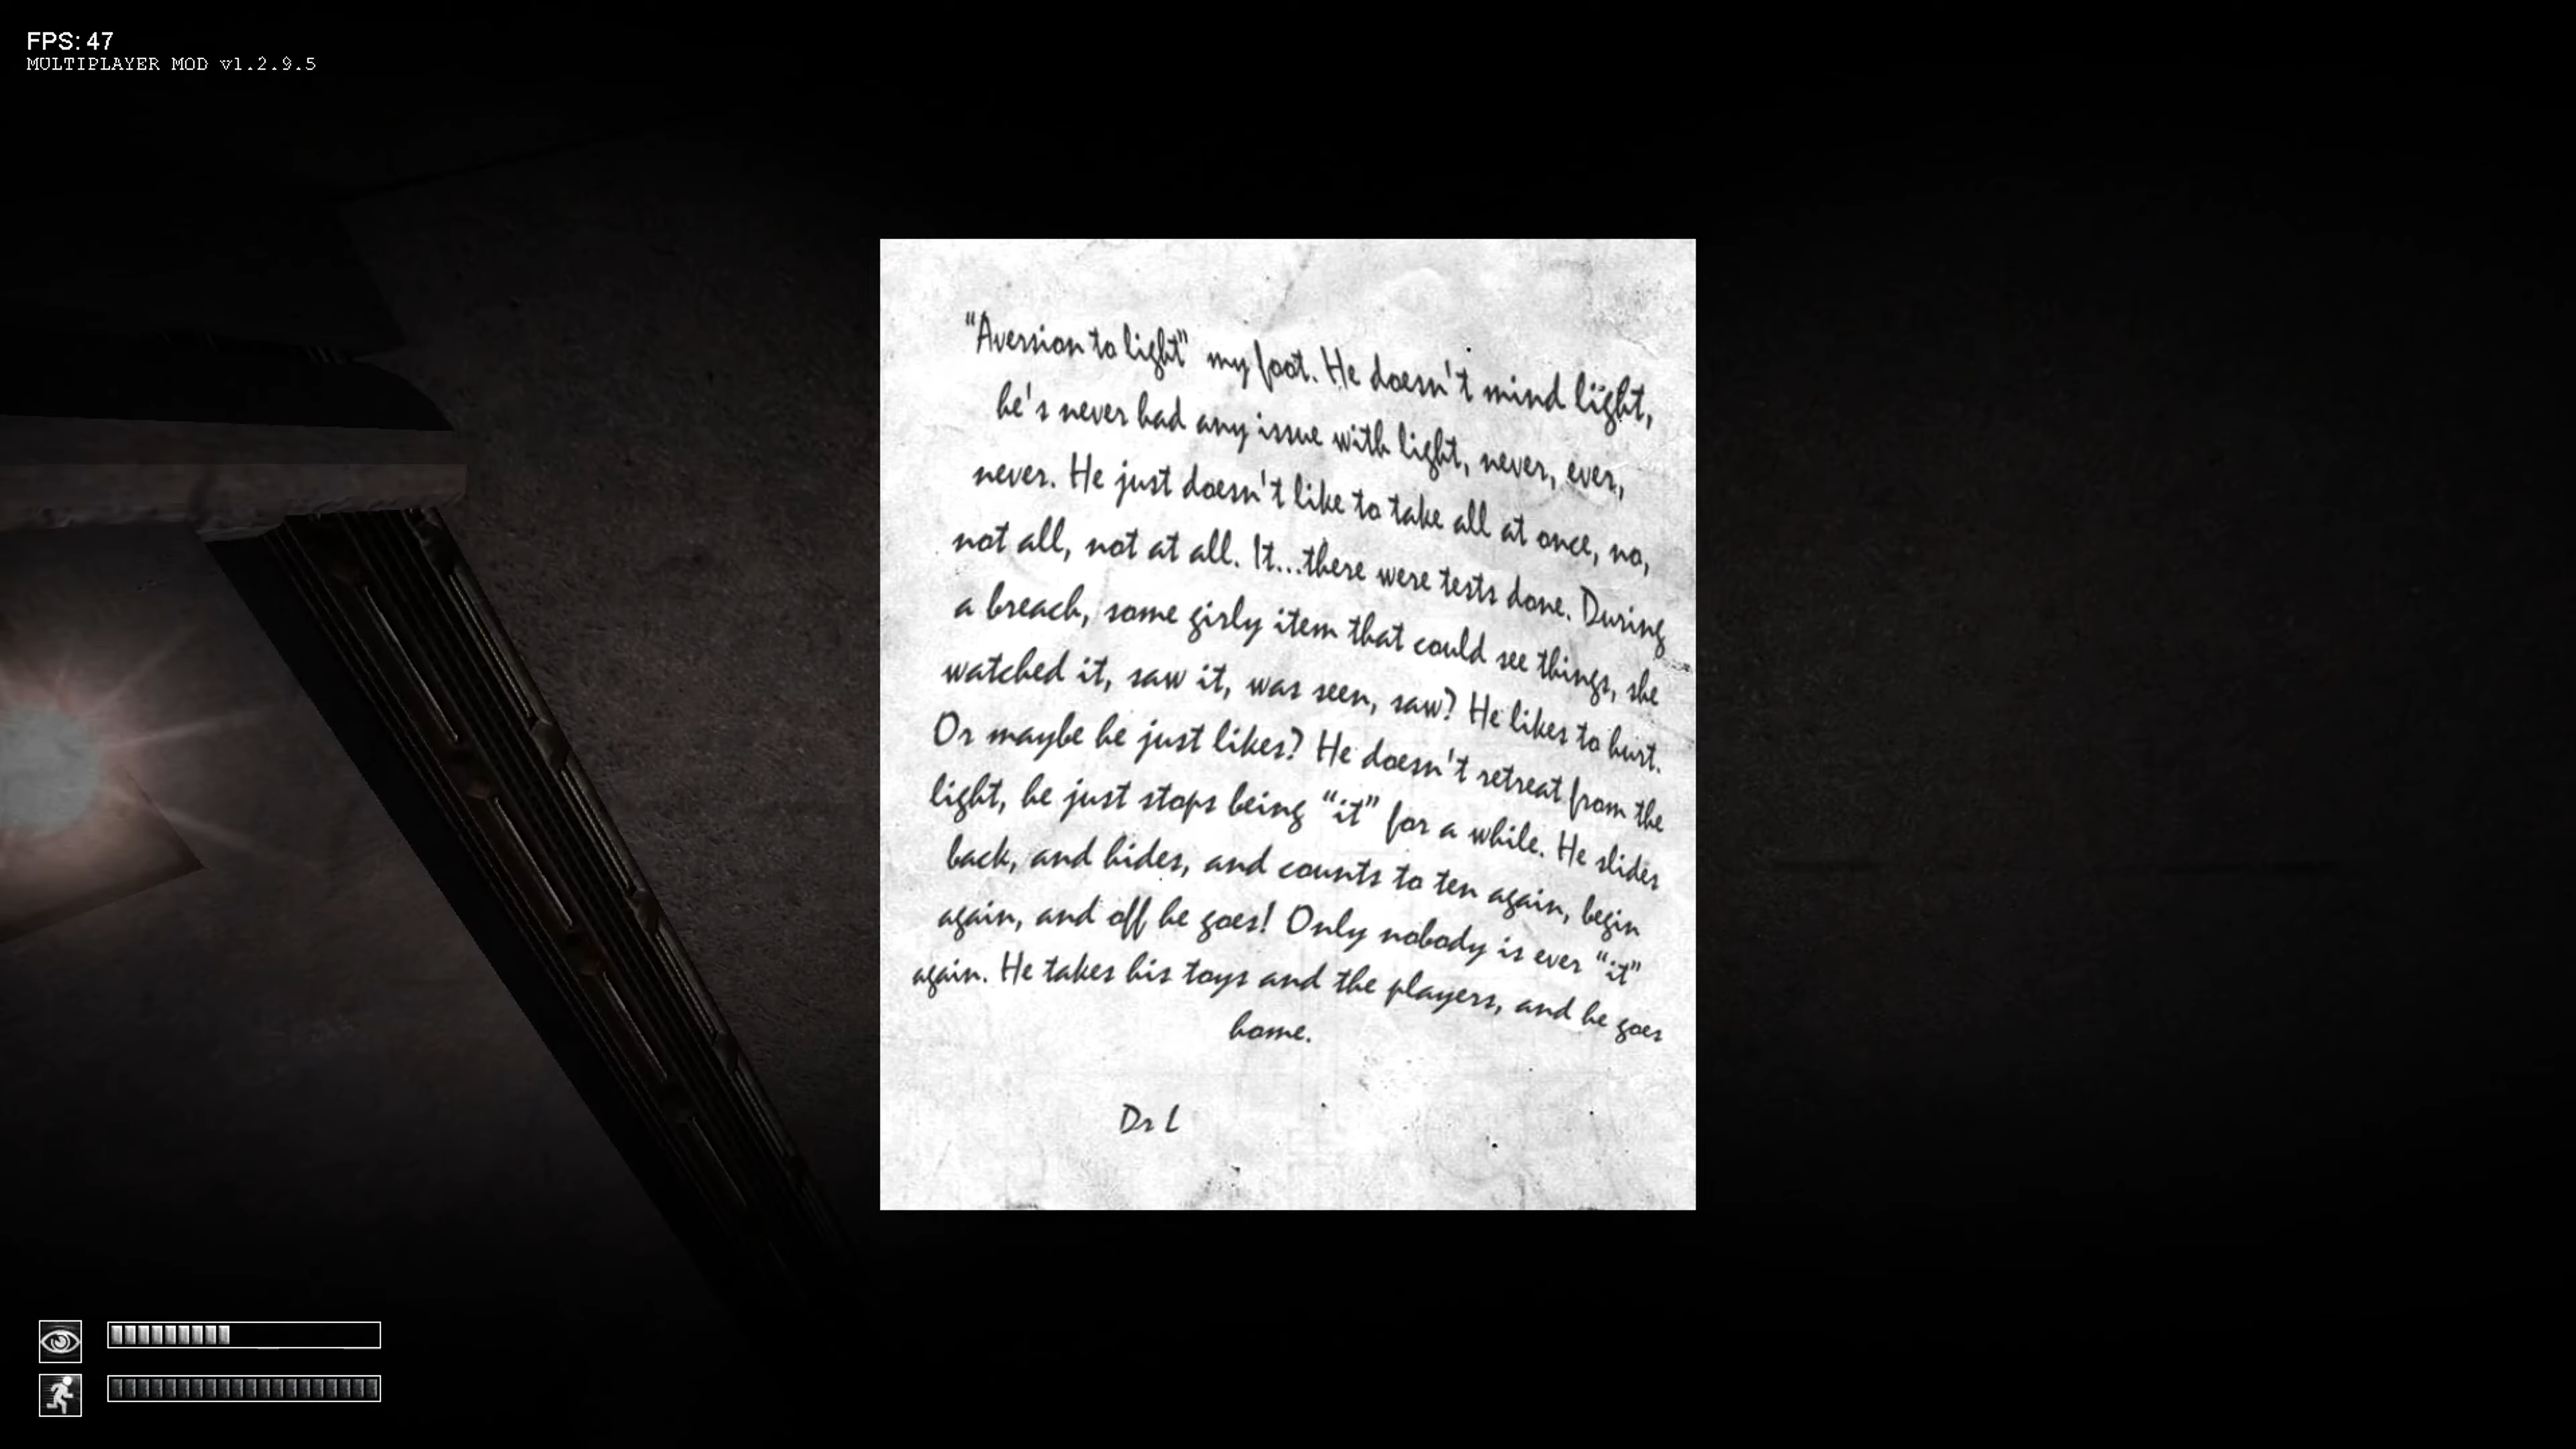 FPS: 47
MULTIPLAYER MOD v1.2.9.5
"Aversion to light" my foot. He doesn't mind light,
he's never had any issue with light, never, ever,
never. He just doesn't like to take all at once, no,
not all, not at all. It...there were tests done. During
a breach, some girly item that could see things, she
watched it, saw it, was seen, saw? He likes to hurt.
Or maybe he just likes? He doesn't retreat from the
light, he just stops being "it" for a while. He slides
back, and hides, and counts to ten again, begin
again, and off he goes! Only nobody is ever "it"
again. He takes his toys and the players, and he goes
home.
Dr L